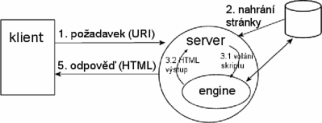 klient
1. požadavek (URI)
server
2. nahrání
stránky
3.2 HTML
výstup
3.1 volání
skriptu
5. odpověď (HTML)
engine